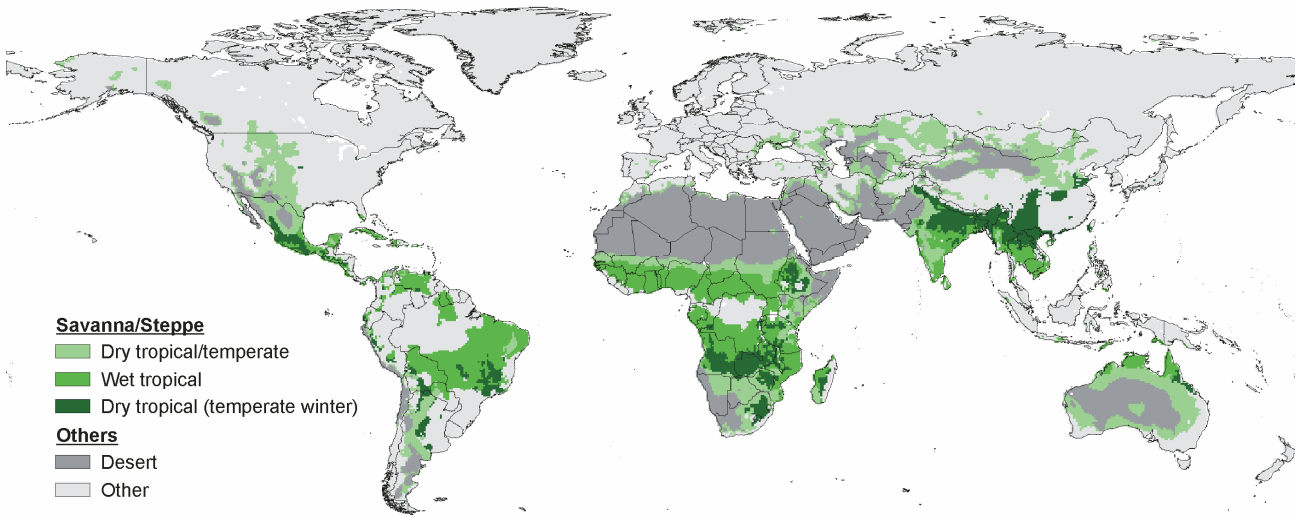 Savanna/Steppe
Dry tropical/temperate
Wet tropical
Dry tropical (temperate winter)
Others
Desert
Other